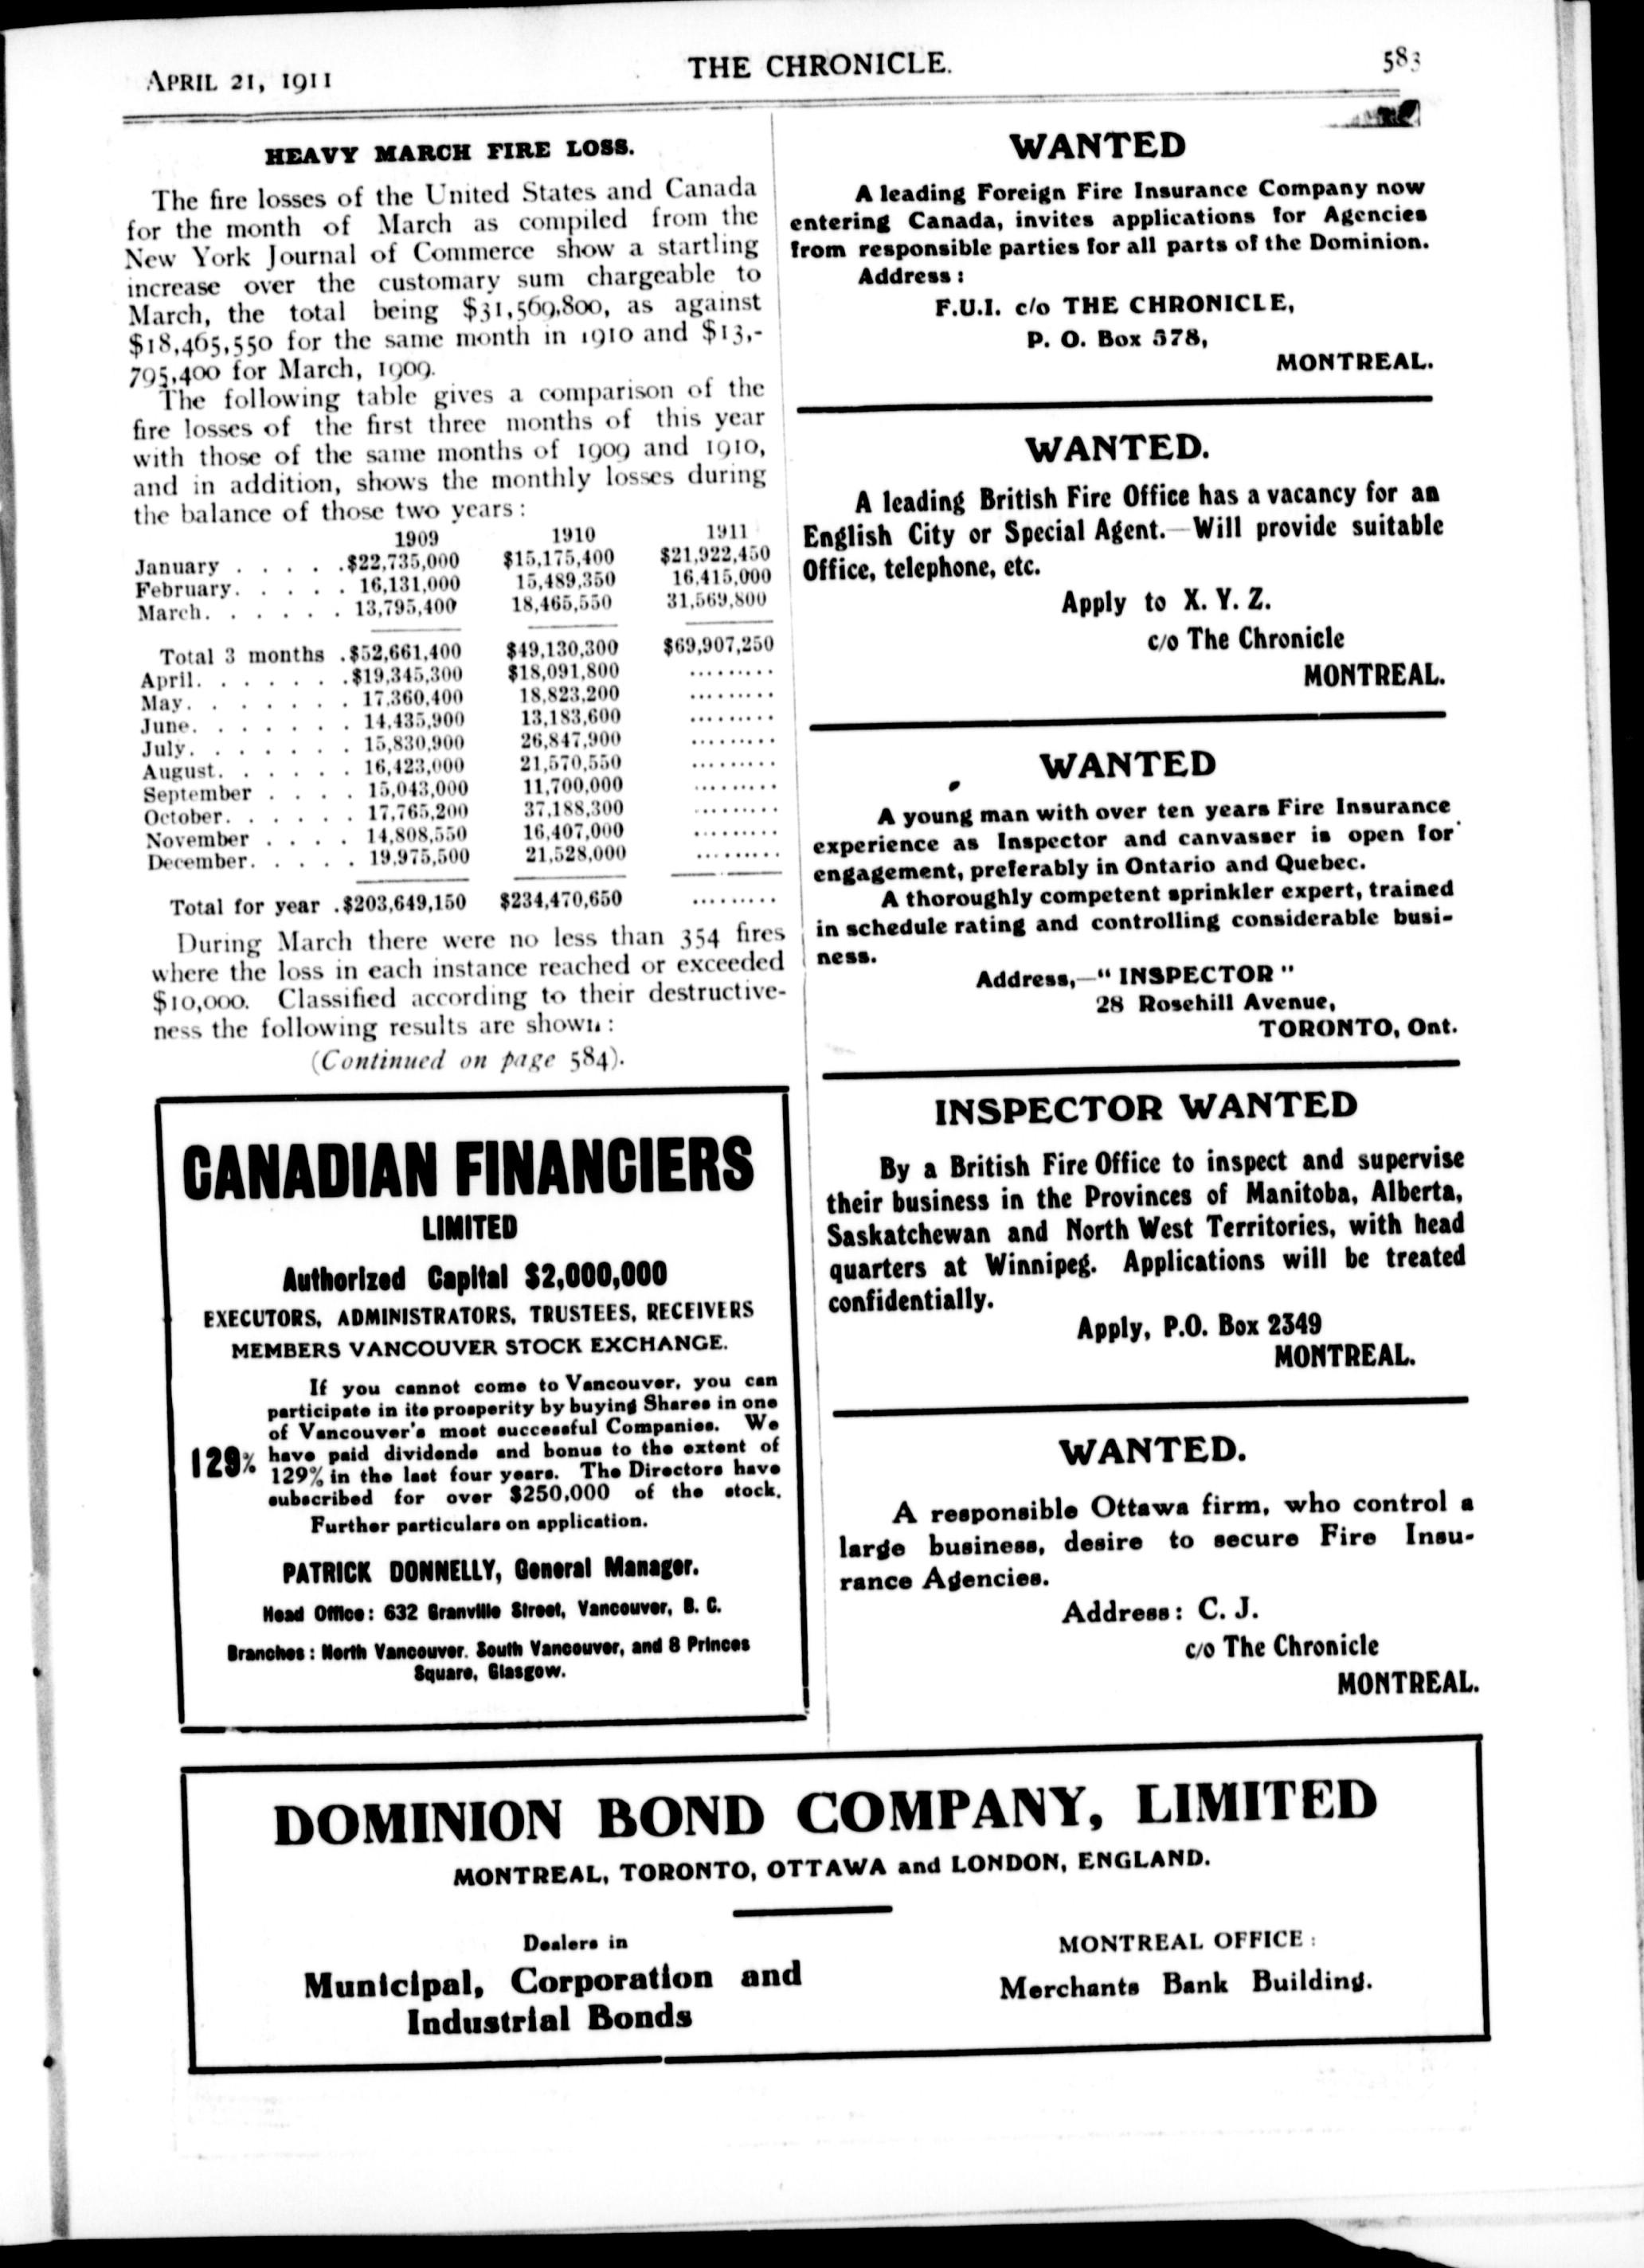 APRIL 21, 1911
THE CHRONICLE.
583
HEAVY MARCH FIRE LOSS.
The fire losses of the United States and Canada
for the month of March as compiled from the
New York Journal of Commerce show a startling
increase over the customary sum chargeable to
March, the total being $31,569,800, as against
$18,465,550 for the same month in 1910 and $13,-
795,400 for March, 1909.
The following table gives a comparison of the
fire losses of the first three months of this year
with those of the same months of 1909 and 1910,
and in addition, shows the monthly losses during
the balance of those two years:
1909 1910 1911
January . . . . . .$22,735,000 $15,175,400 $21,922,450
February. . . . . . 16,131,000 15,489,350 16,415,000
March. . . . . . . 13,795,400 18,465,550 31,569,800
Total 3 months .$52,661,400 $49,130,300 $69,907,250
April. . . . . . . .$19,345,300 $18,091,800 .........
May. . . . . . . . 17,360,400 18,823,200 .........
June. . . . . . . . 14,435,900 13,183,600 .........
July. . . . . . . . 15,830,900 26,847,900 .........
August. . . . . . . 16,423,000 21,570,550 .........
September . . . . 15,043,000 11,700,000 .........
October. . . . . . 17,765,200 37,188,300 .........
November . . . . 14,808,550 16,407,000 .........
December. . . . . 19,975,500 21,528,000 .........
Total for year .$203,649,150 $234,470,650 .........
During March there were no less than 354 fires
where the loss in each instance reached or exceeded
$10,000. Classified according to their destructive-
ness the following results are shown:
(Continued on page 584).
CANADIAN FINANCIERS
LIMITED
Authorized Capital $2,000,000
EXECUTORS, ADMINISTRATORS, TRUSTEES, RECEIVERS
MEMBERS VANCOUVER STOCK EXCHANGE.
If you cannot come to Vancouver, you can
participate in its prosperity by buying Shares in one
of Vancouver's most successful Companies. We
129% have paid dividends and bonus to the extent of
129% in the last four years. The Directors have
subscribed for over $250,000 of the stock.
Further particulars on application.
PATRICK DONNELLY, General Manager.
Head Office: 632 Granville Street, Vancouver, B. C.
Branches: North Vancouver. South Vancouver, and 8 Princes
Square, Glasgow.
WANTED
A leading Foreign Fire Insurance Company now
entering Canada, invites applications for Agencies
from responsible parties for all parts of the Dominion.
Address:
F.U.I. c/o THE CHRONICLE,
P. O. Box 578,
MONTREAL.
WANTED.
A leading British Fire Office has a vacancy for an
English City or Special Agent.—Will provide suitable
Office, telephone, etc.
Apply to X. Y. Z.
c/o The Chronicle
MONTREAL.
WANTED
A young man with over ten years Fire Insurance
experience as Inspector and canvasser is open for
engagement, preferably in Ontario and Quebec.
A thoroughly competent sprinkler expert, trained
in schedule rating and controlling considerable busi-
ness.
Address,—"INSPECTOR"
28 Rosehill Avenue,
TORONTO, Ont.
INSPECTOR WANTED
By a British Fire Office to inspect and supervise
their business in the Provinces of Manitoba, Alberta,
Saskatchewan and North West Territories, with head
quarters at Winnipeg. Applications will be treated
confidentially.
Apply, P.O. Box 2349
MONTREAL.
WANTED.
A responsible Ottawa firm, who control a
large business, desire to secure Fire Insu-
rance Agencies.
Address: C. J.
c/o The Chronicle
MONTREAL.
DOMINION BOND COMPANY, LIMITED
MONTREAL, TORONTO, OTTAWA and LONDON, ENGLAND.
Dealers in
Municipal, Corporation and
Industrial Bonds
MONTREAL OFFICE:
Merchants Bank Building.